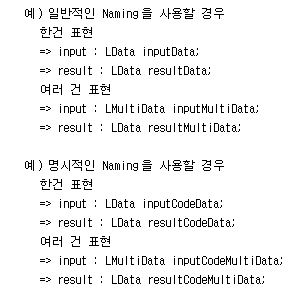 예) 일반적인 Naming을 사용할 경우
한건 표현
=> input : LData inputData;
=> result : LData resultData;
여러 건 표현
=> input : LMultiData inputMultiData;
=> result : LData resultMultiData;
예) 명시적인 Naming을 사용할 경우
한건 표현
=> input : LData inputCodeData;
=> result : LData resultCodeData;
여러 건 표현
=> input : LMultiData inputCodeMultiData;
=> result : LData resultCodeMultiData;